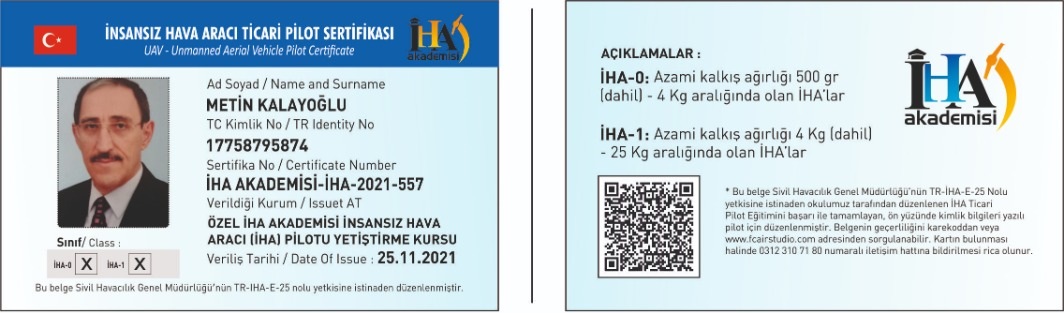 İNSANSIZ HAVA ARACI TİCARİ PİLOT SERTİFİKASI
UAV - Unmanned Aerial Vehicle Pilot Certificate
İHA
akademisi
Ad Soyad / Name and Surname
METİN KALAYOĞLU
TC Kimlik No / TR Identity No
17758795874
Sertifika No / Certificate Number
İHA AKADEMİSİ-İHA-2021-557
Verildiği Kurum / Issuet AT
ÖZEL İHA AKADEMİSİ İNSANSIZ HAVA
ARACI (İHA) PİLOTU YETİŞTİRME KURSU
Veriliş Tarihi / Date Of Issue : 25.11.2021
Sınıf/ Class :
İHA-0 X İHA-1 X
Bu belge Sivil Havacılık Genel Müdürlüğü'nün TR-IHA-E-25 nolu yetkisine istinaden düzenlenmiştir.
AÇIKLAMALAR :
İHA-0: Azami kalkış ağırlığı 500 gr
(dahil) - 4 Kg aralığında olan İHA'lar
İHA-1: Azami kalkış ağırlığı 4 Kg (dahil)
- 25 Kg aralığında olan İHA'lar
İHA
akademisi
* Bu belge Sivil Havacılık Genel Müdürlüğü'nün TR-İHA-E-25 Nolu
yetkisine istinaden okulumuz tarafından düzenlenen İHA Ticari
Pilot Eğitimini başarı ile tamamlayan, ön yüzünde kimlik bilgileri yazılı
pilot için düzenlenmiştir. Belgenin geçerliliğini karekoddan veya
www.fcairstudio.com adresinden sorgulanabilir. Kartın bulunması
halinde 0312 310 71 80 numaralı iletişim hattına bildirilmesi rica olunur.